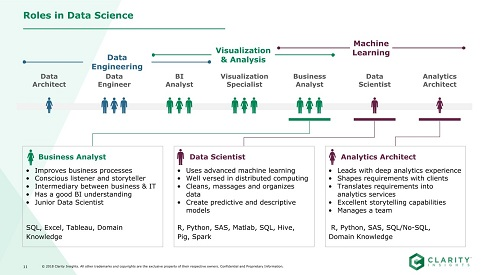 Roles in Data Science
Data
Engineering
Visualization
& Analysis
Machine
Learning
Data
Architect
Data
Engineer
BI
Analyst
Visualization
Specialist
Business
Analyst
Data
Scientist
Analytics
Architect
Business Analyst
• Improves business processes
• Conscious listener and storyteller
• Intermediary between business & IT
• Has a good BI understanding
• Junior Data Scientist
SQL, Excel, Tableau, Domain
Knowledge
Data Scientist
• Uses advanced machine learning
• Well versed in distributed computing
• Cleans, massages and organizes
data
• Create predictive and descriptive
models
R, Python, SAS, Matlab, SQL, Hive,
Pig, Spark
Analytics Architect
• Leads with deep analytics experience
• Shapes requirements with clients
• Translates requirements into
analytics services
• Excellent storytelling capabilities
• Manages a team
R, Python, SAS, SQL/No-SQL,
Domain Knowledge
11
© 2018 Clarity Insights. All other trademarks and copyrights are the exclusive property of their respective owners. Confidential and Proprietary Information.
CLARITY
INSIGHTS